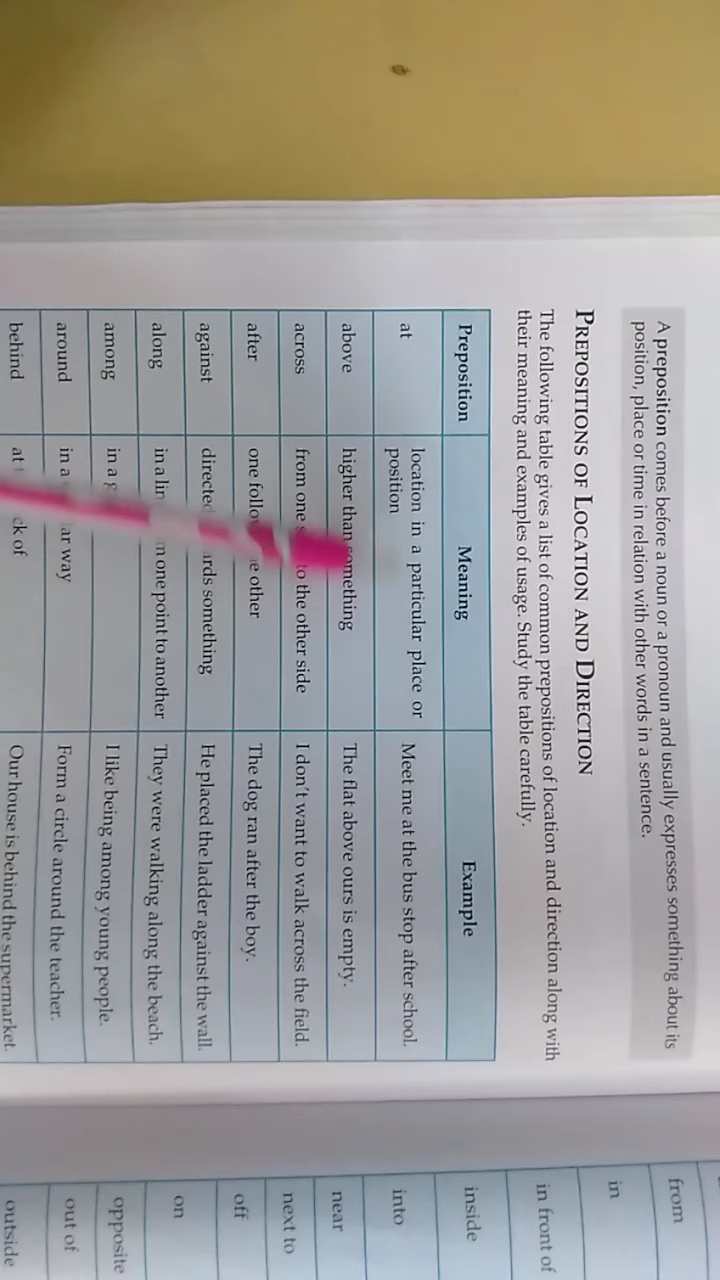 A preposition comes before a noun or a pronoun and usually expresses something about its
position, place or time in relation with other words in a sentence.
PREPOSITIONS OF LOCATION AND DIRECTION
The following table gives a list of common prepositions of location and direction along with
their meaning and examples of usage. Study the table carefully.
Preposition Meaning Example
at location in a particular place or position Meet me at the bus stop after school.
above higher than something The flat above ours is empty.
across from one to the other side I don't want to walk across the field.
after one other The dog ran after the boy.
against something He placed the ladder against the wall.
along in a one point to another They were walking along the beach.
among in a I like being among young people.
around in a way Form a circle around the teacher.
behind at of Our house is behind the supermarket.
from
in
in front of
inside
into
near
next to
off
on
opposite
out of
outside